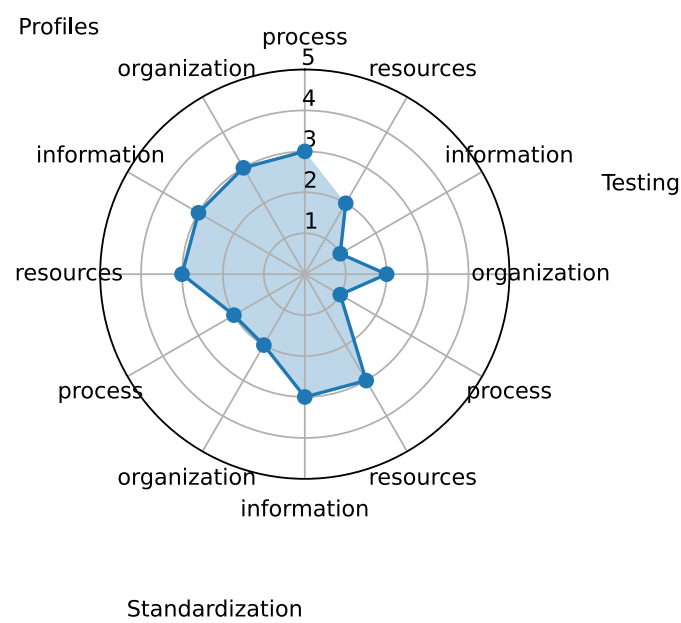 Profiles
process
5
organization
resources
4
3
information
information
2
Testing
1
resources
organization
process
process
organization
resources
information
Standardization